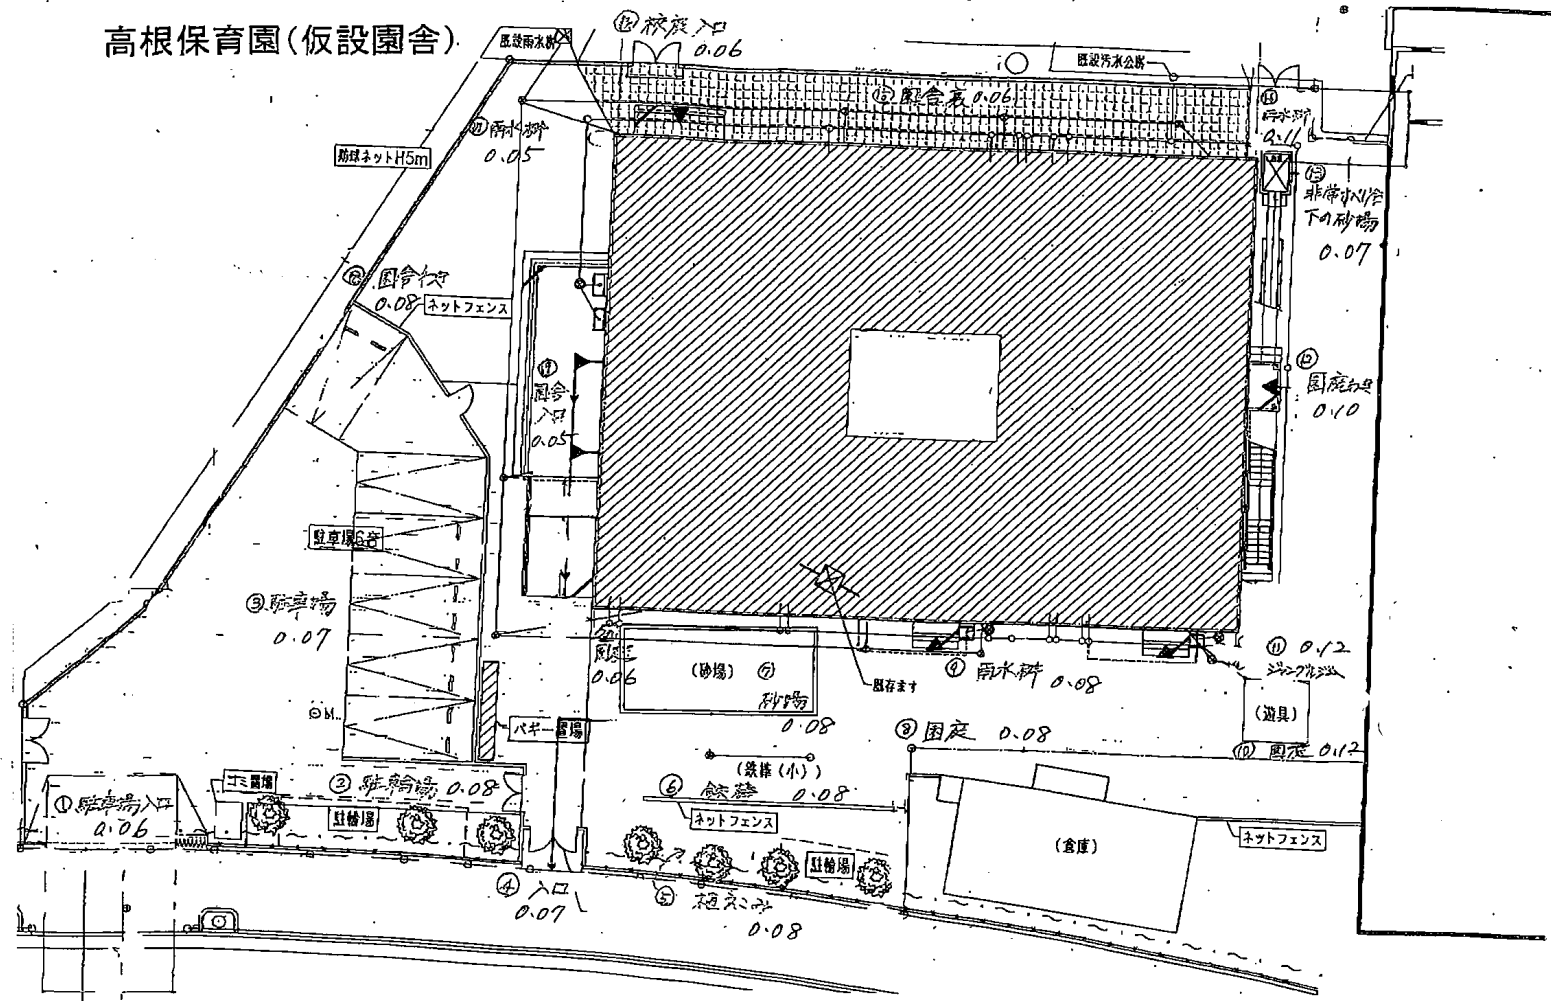 高根保育園(仮設園舎)
既設雨水桝
⑮ 校庭入口
0.06
既設汚水公桝
⑯ 園舎裏 0.06
⑭
雨水桝
0.11
⑰ 雨水桝
0.05
防球ネットH5m
⑬
非常すべり台
下の砂場
0.07
⑱ 園舎わき
0.08
ネットフェンス
⑲
園舎
入口
0.05
⑫
園庭わき
0.10
駐車場6台
③ 駐車場
0.07
⑳
園庭
0.06
(砂場) ⑦
砂場
0.08
既存ます
⑨ 雨水桝 0.08
⑪ 0.12
ジャングルジム
(遊具)
バギー置場
⑧ 園庭 0.08
⑩ 園庭 0.12
(鉄棒(小))
⑥ 鉄棒 0.08
ネットフェンス
ゴミ置場
② 駐輪場 0.08
駐輪場
① 駐車場入口
0.06
(倉庫)
ネットフェンス
駐輪場
④ 入口
0.07
⑤ 植えこみ
0.08